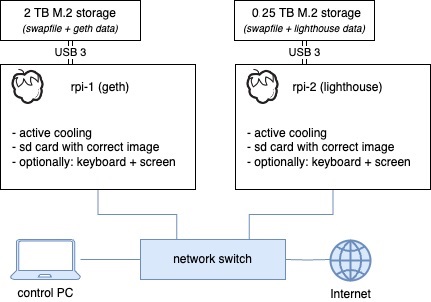 2 TB M.2 storage
(swapfile + geth data)
0 25 TB M.2 storage
(swapfile + lighthouse data)
USB 3
USB 3
rpi-1 (geth)
- active cooling
- sd card with correct image
- optionally: keyboard + screen
rpi-2 (lighthouse)
- active cooling
- sd card with correct image
- optionally: keyboard + screen
network switch
control PC
Internet